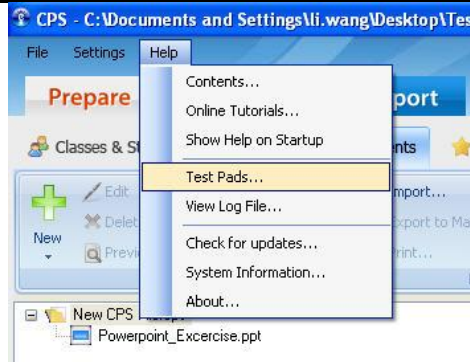 CPS - C:\Documents and Settings\li.wang\Desktop\Tes
File Settings Help
Prepare port
Classes & St nts
Contents...
Online Tutorials...
Show Help on Startup
Test Pads...
View Log File...
Check for updates...
System Information...
About...
New
Edit
Delet
Previ
mport...
xport to Ma
rint...
New CPS
Powerpoint_Excercise.ppt